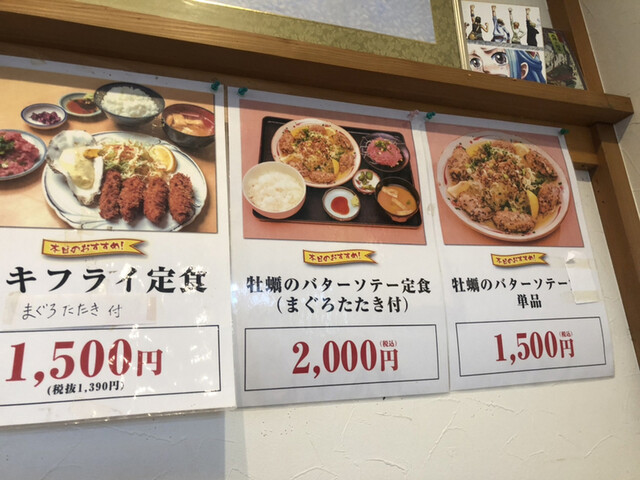 本日のおすすめ!
キフライ定食
まぐろたたき 付
1,500円
(税抜1,390円)
本日のおすすめ!
牡蠣のバターソテー定食
(まぐろたたき付)
(税込)
2,000円
本日のおすすめ!
牡蠣のバターソテー
単品
(税込)
1,500円